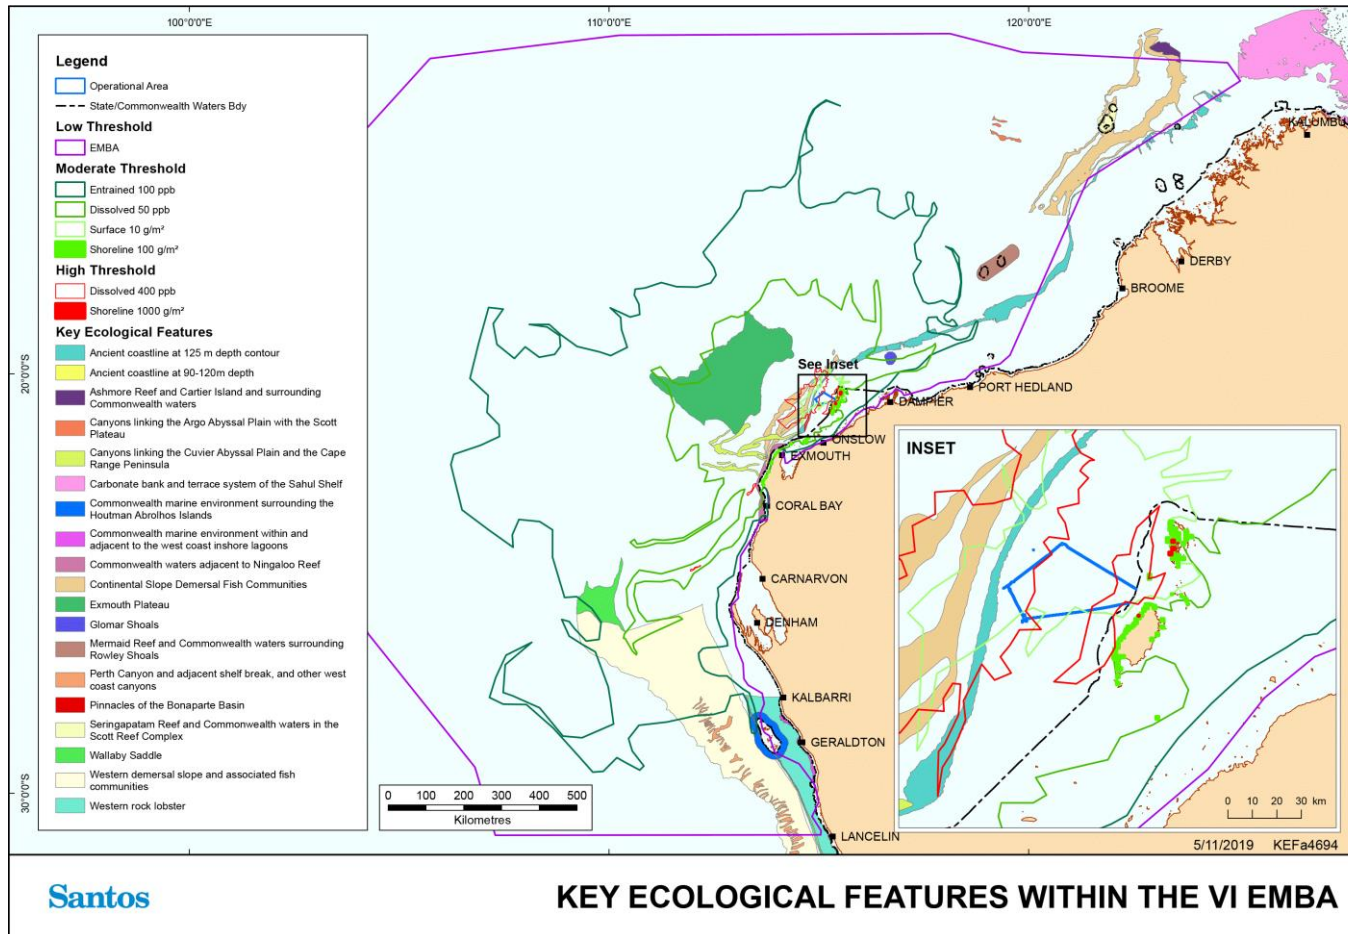 100°0'0"E
110°0'0"E
120°0'0"E
20°0'0"S
30°0'0"S
Legend
Operational Area
State/Commonwealth Waters Bdy
Low Threshold
EMBA
Moderate Threshold
Entrained 100 ppb
Dissolved 50 ppb
Surface 10 g/m²
Shoreline 100 g/m²
High Threshold
Dissolved 400 ppb
Shoreline 1000 g/m²
Key Ecological Features
Ancient coastline at 125 m depth contour
Ancient coastline at 90-120m depth
Ashmore Reef and Cartier Island and surrounding
Commonwealth waters
Canyons linking the Argo Abyssal Plain with the Scott
Plateau
Canyons linking the Cuvier Abyssal Plain and the Cape
Range Peninsula
Carbonate bank and terrace system of the Sahul Shelf
Commonwealth marine environment surrounding the
Houtman Abrolhos Islands
Commonwealth marine environment within and
adjacent to the west coast inshore lagoons
Commonwealth waters adjacent to Ningaloo Reef
Continental Slope Demersal Fish Communities
Exmouth Plateau
Glomar Shoals
Mermaid Reef and Commonwealth waters surrounding
Rowley Shoals
Perth Canyon and adjacent shelf break, and other west
coast canyons
Pinnacles of the Bonaparte Basin
Seringapatam Reef and Commonwealth waters in the
Scott Reef Complex
Wallaby Saddle
Western demersal slope and associated fish
communities
Western rock lobster
KALUMBU
DERBY
BROOME
See Inset
PORT HEDLAND
DAMPIER
ONSLOW
EXMOUTH
CORAL BAY
CARNARVON
DENHAM
KALBARRI
GERALDTON
LANCELIN
0 100 200 300 400 500
Kilometres
INSET
0 10 20 30 km
5/11/2019 KEFa4694
Santos
KEY ECOLOGICAL FEATURES WITHIN THE VI EMBA